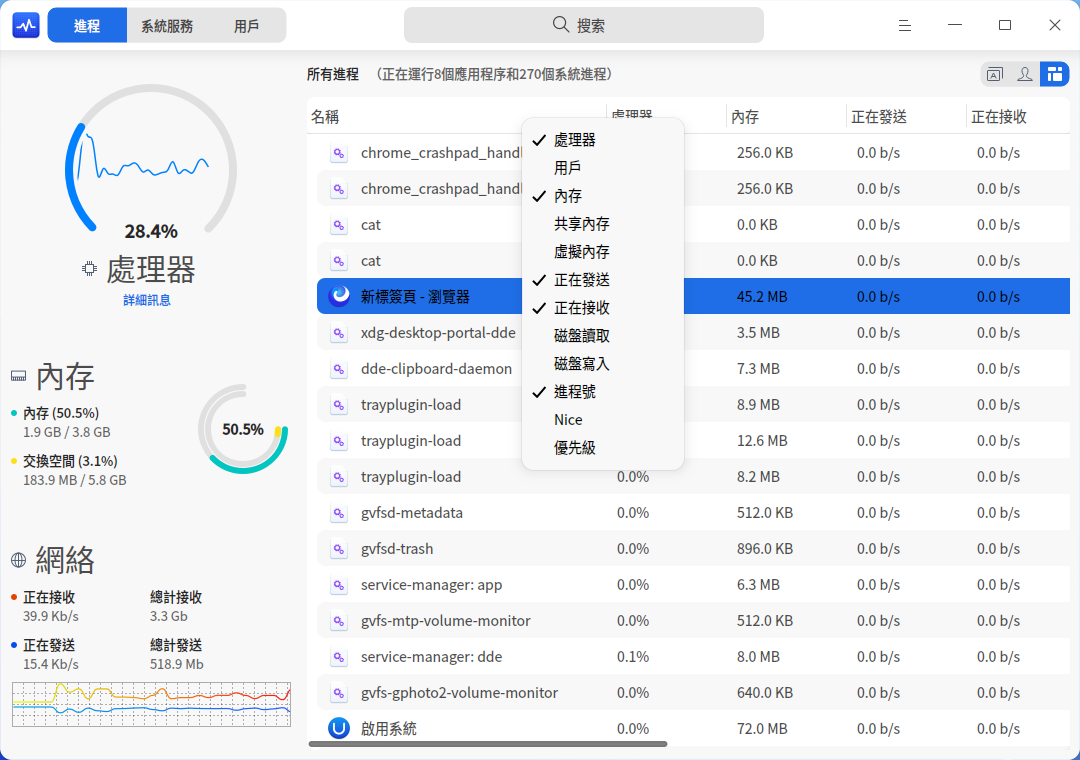 進程 系統服務 用戶 搜索
所有進程 （正在運行8個應用程序和270個系統進程）
28.4%
處理器
詳細訊息
內存
內存 (50.5%)
1.9 GB / 3.8 GB
交換空間 (3.1%)
183.9 MB / 5.8 GB
50.5%
網絡
正在接收 總計接收
39.9 Kb/s 3.3 Gb
正在發送 總計發送
15.4 Kb/s 518.9 Mb
名稱 處理器 內存 正在發送 正在接收
chrome_crashpad_handl 256.0 KB 0.0 b/s 0.0 b/s
chrome_crashpad_handl 256.0 KB 0.0 b/s 0.0 b/s
cat 0.0 KB 0.0 b/s 0.0 b/s
cat 0.0 KB 0.0 b/s 0.0 b/s
新標簽頁 - 瀏覽器 45.2 MB 0.0 b/s 0.0 b/s
xdg-desktop-portal-dde 3.5 MB 0.0 b/s 0.0 b/s
dde-clipboard-daemon 7.3 MB 0.0 b/s 0.0 b/s
trayplugin-load 8.9 MB 0.0 b/s 0.0 b/s
trayplugin-load 12.6 MB 0.0 b/s 0.0 b/s
trayplugin-load 0.0% 8.2 MB 0.0 b/s 0.0 b/s
gvfsd-metadata 0.0% 512.0 KB 0.0 b/s 0.0 b/s
gvfsd-trash 0.0% 896.0 KB 0.0 b/s 0.0 b/s
service-manager: app 0.0% 6.3 MB 0.0 b/s 0.0 b/s
gvfs-mtp-volume-monitor 0.0% 512.0 KB 0.0 b/s 0.0 b/s
service-manager: dde 0.1% 8.0 MB 0.0 b/s 0.0 b/s
gvfs-gphoto2-volume-monitor 0.0% 640.0 KB 0.0 b/s 0.0 b/s
啟用系統 0.0% 72.0 MB 0.0 b/s 0.0 b/s
處理器
用戶
內存
共享內存
虛擬內存
正在發送
正在接收
磁盤讀取
磁盤寫入
進程號
Nice
優先級